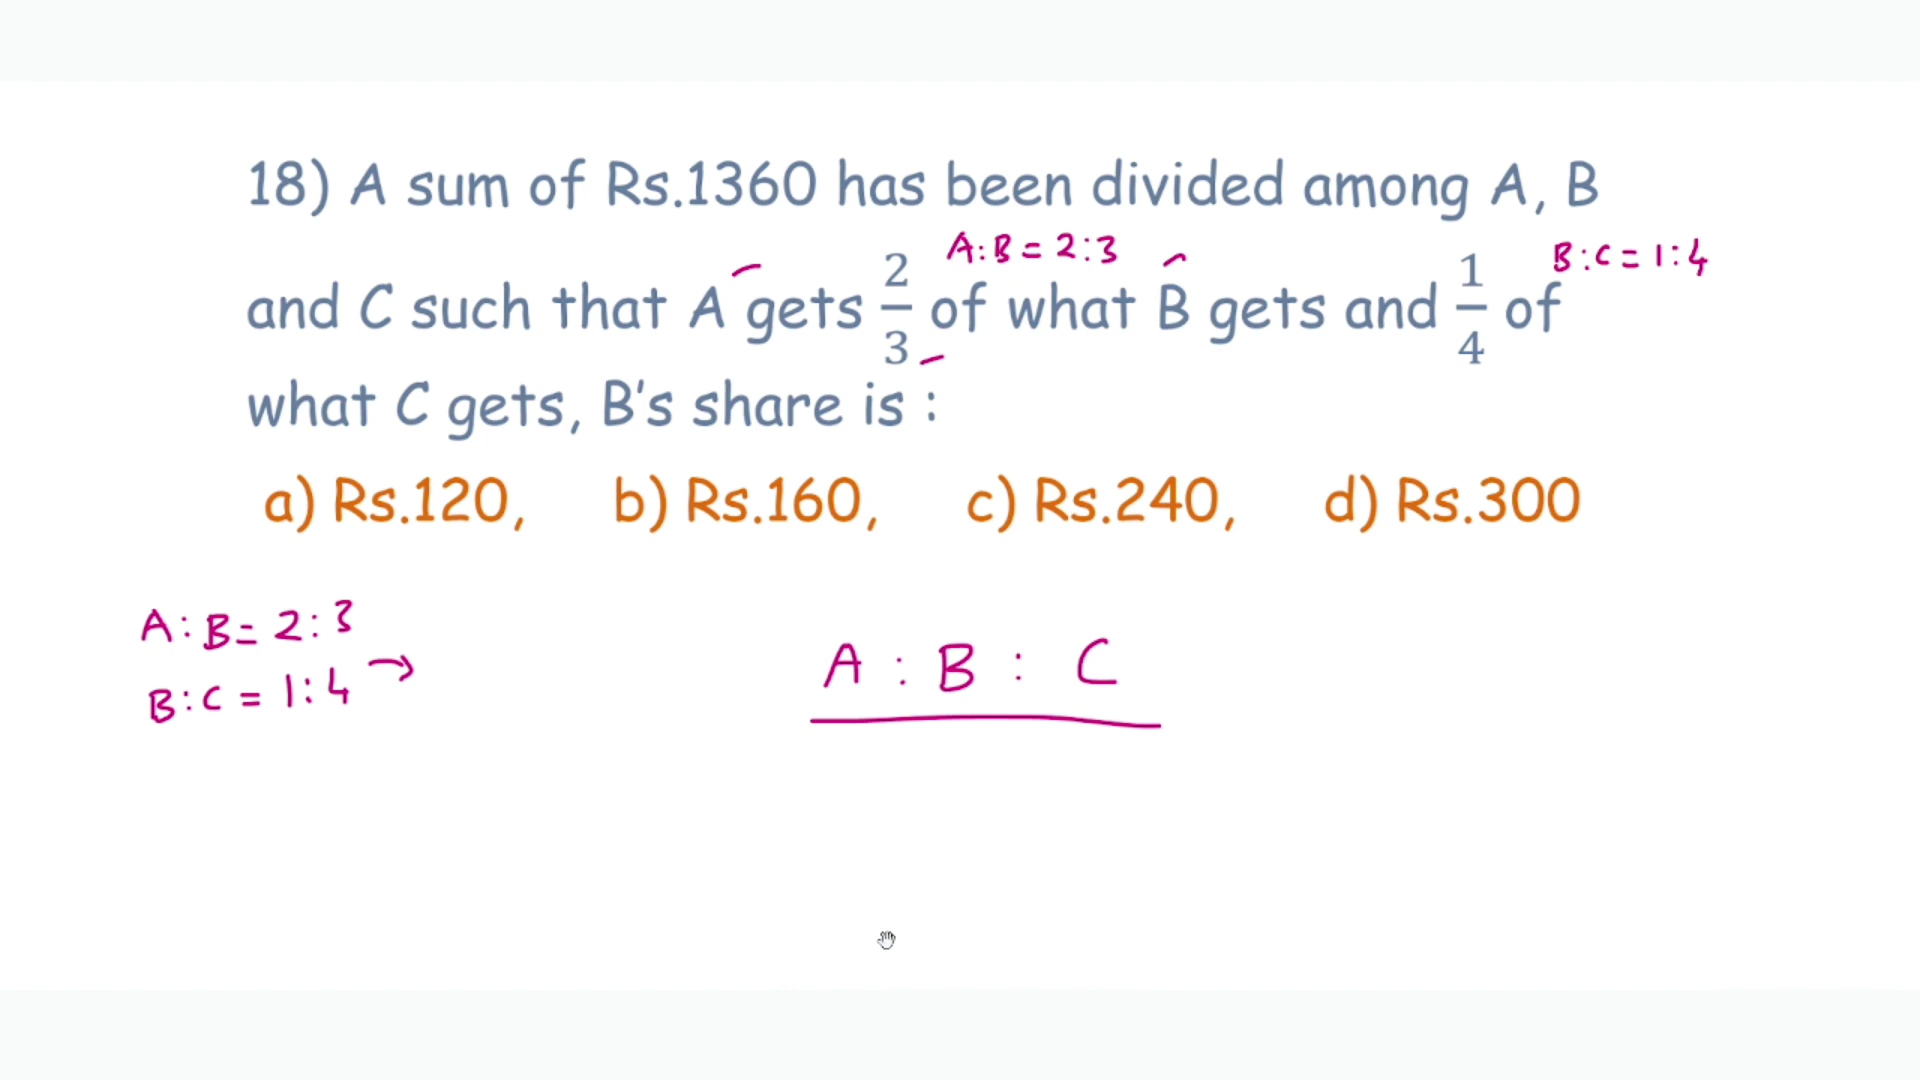 18) A sum of Rs.1360 has been divided among A, B
A:B = 2:3
B:C = 1:4
and C such that A gets 2/3 of what B gets and 1/4 of
what C gets, B's share is :
a) Rs.120, b) Rs.160, c) Rs.240, d) Rs.300
A:B = 2:3
B:C = 1:4 →
A : B : C